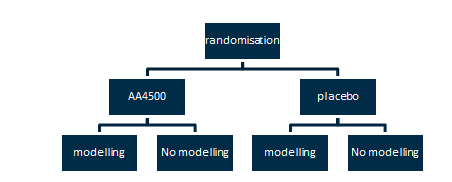 randomisation
AA4500
placebo
modelling
No modelling
modelling
No modelling